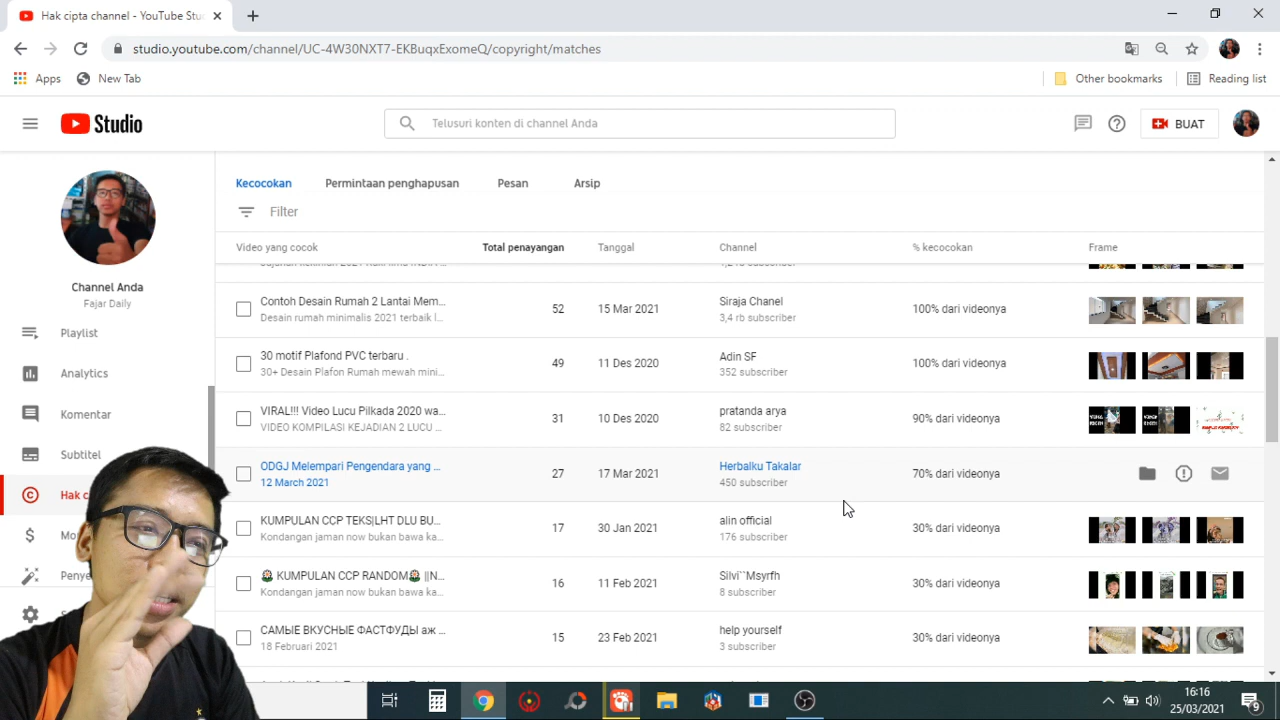 Hak cipta channel - YouTube Stu
studio.youtube.com/channel/UC-4W30NXT7-EKBuqxExomeQ/copyright/matches
Apps
New Tab
Other bookmarks
Reading list
Studio
Telusuri konten di channel Anda
BUAT
Channel Anda
Fajar Daily
Playlist
Analytics
Komentar
Subtitel
Hak c
Mo
Penye
Kecocokan Permintaan penghapusan Pesan Arsip
Filter
Video yang cocok Total penayangan Tanggal Channel % kecocokan Frame
Contoh Desain Rumah 2 Lantai Mem... 52 15 Mar 2021 Siraja Chanel 100% dari videonya
Desain rumah minimalis 2021 terbaik l... 3,4 rb subscriber
30 motif Plafond PVC terbaru . 49 11 Des 2020 Adin SF 100% dari videonya
30+ Desain Plafon Rumah mewah mini... 352 subscriber
VIRAL!!! Video Lucu Pilkada 2020 wa... 31 10 Des 2020 pratanda arya 90% dari videonya
VIDEO KOMPILASI KEJADIAN 2 LUCU ... 82 subscriber
ODGJ Melempari Pengendara yang ... 27 17 Mar 2021 Herbalku Takalar 70% dari videonya
12 March 2021 450 subscriber
KUMPULAN CCP TEKS|LHT DLU BU... 17 30 Jan 2021 alin official 30% dari videonya
Kondangan jaman now bukan bawa ka... 176 subscriber
🌷 KUMPULAN CCP RANDOM🌷 ||N... 16 11 Feb 2021 Silvi``Msyrfh 30% dari videonya
Kondangan jaman now bukan bawa ka... 8 subscriber
САМЫЕ ВКУСНЫЕ ФАСТФУДЫ аж ... 15 23 Feb 2021 help yourself 30% dari videonya
18 Februari 2021 3 subscriber
16:16
25/03/2021
9